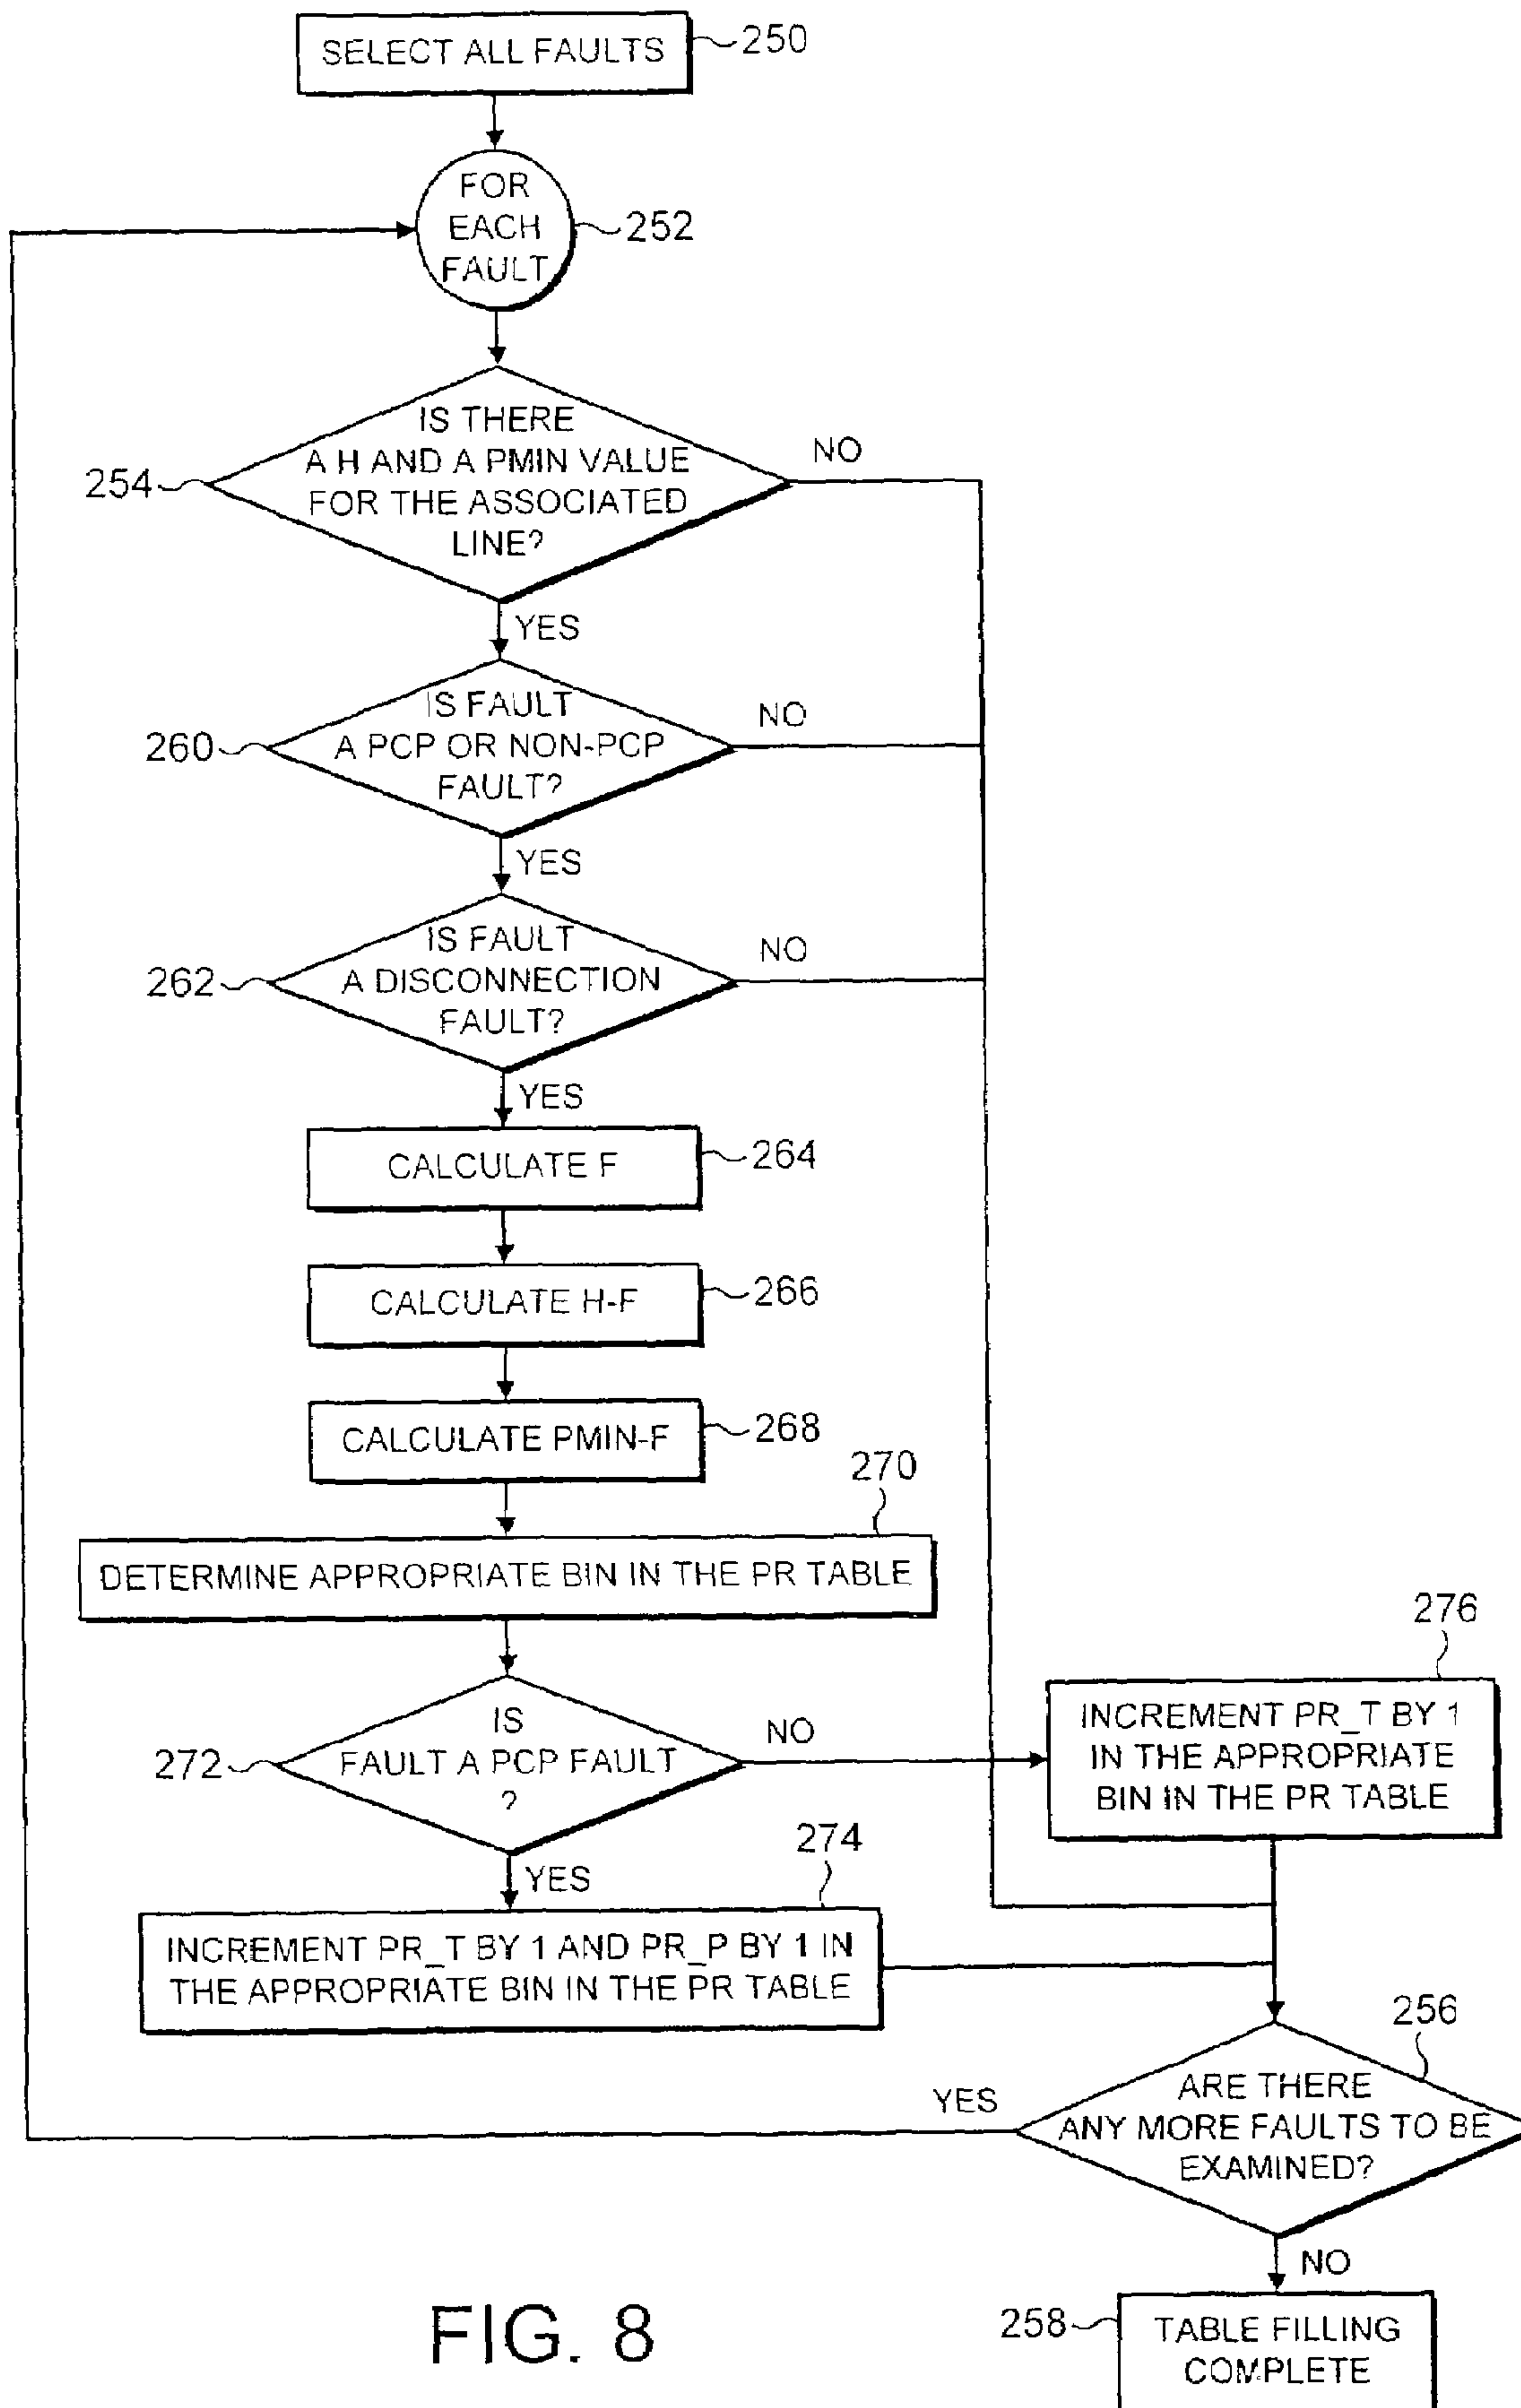 SELECT ALL FAULTS
250
FOR
EACH
FAULT
252
IS THERE
A H AND A PMIN VALUE
FOR THE ASSOCIATED
LINE?
254
NO
YES
IS FAULT
A PCP OR NON-PCP
FAULT?
260
NO
YES
IS FAULT
A DISCONNECTION
FAULT?
262
NO
YES
CALCULATE F
264
CALCULATE H-F
266
CALCULATE PMIN-F
268
270
DETERMINE APPROPRIATE BIN IN THE PR TABLE
IS
FAULT A PCP FAULT
?
272
NO
276
INCREMENT PR_T BY 1
IN THE APPROPRIATE
BIN IN THE PR TABLE
YES
274
INCREMENT PR_T BY 1 AND PR_P BY 1 IN
THE APPROPRIATE BIN IN THE PR TABLE
256
ARE THERE
ANY MORE FAULTS TO BE
EXAMINED?
YES
NO
258
TABLE FILLING
COMPLETE
FIG. 8